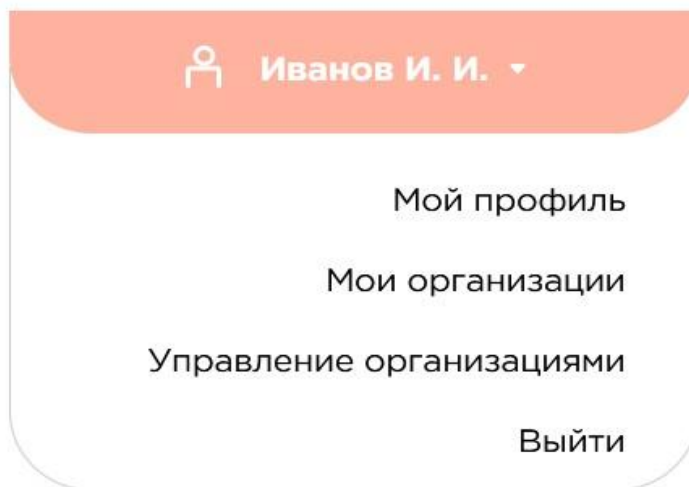 Иванов И. И.
Мой профиль
Мои организации
Управление организациями
Выйти